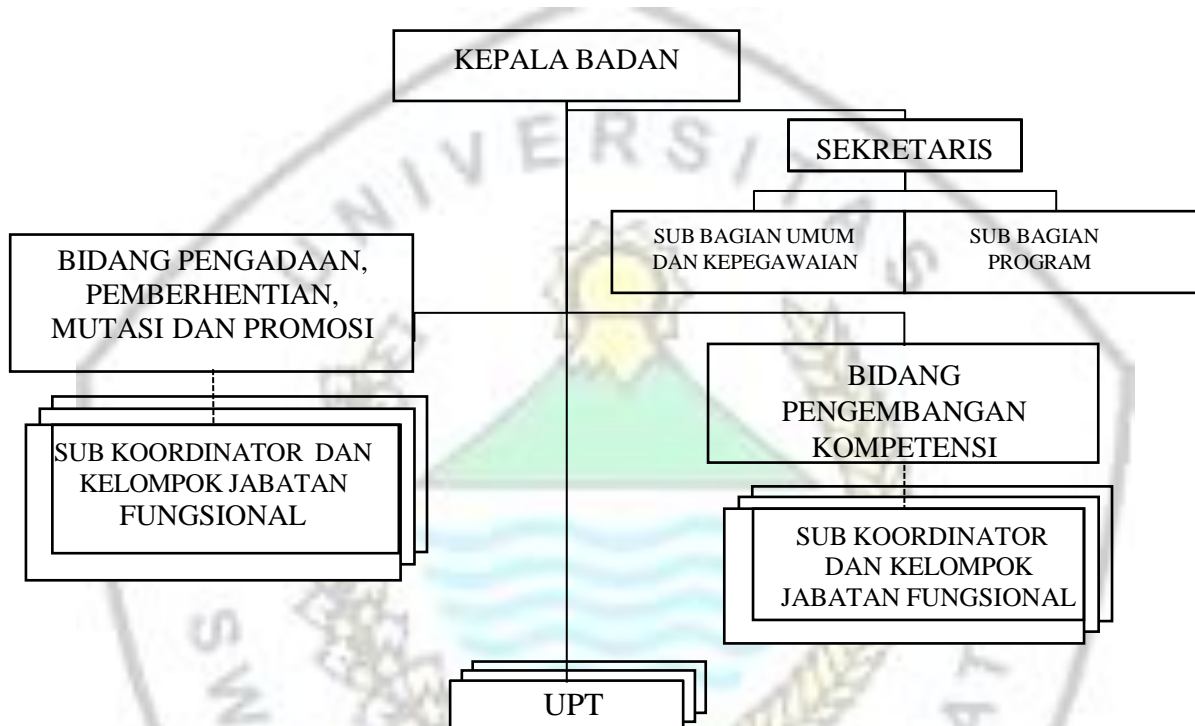 KEPALA BADAN
UNIVERSITAS
SEKRETARIS
SUB BAGIAN UMUM
DAN KEPEGAWAIAN
SUB BAGIAN
PROGRAM
BIDANG PENGADAAN,
PEMBERHENTIAN,
MUTASI DAN PROMOSI
BIDANG
PENGEMBANGAN
KOMPETENSI
SUB KOORDINATOR DAN
KELOMPOK JABATAN
FUNGSIONAL
SUB KOORDINATOR
DAN KELOMPOK
JABATAN FUNGSIONAL
UPT